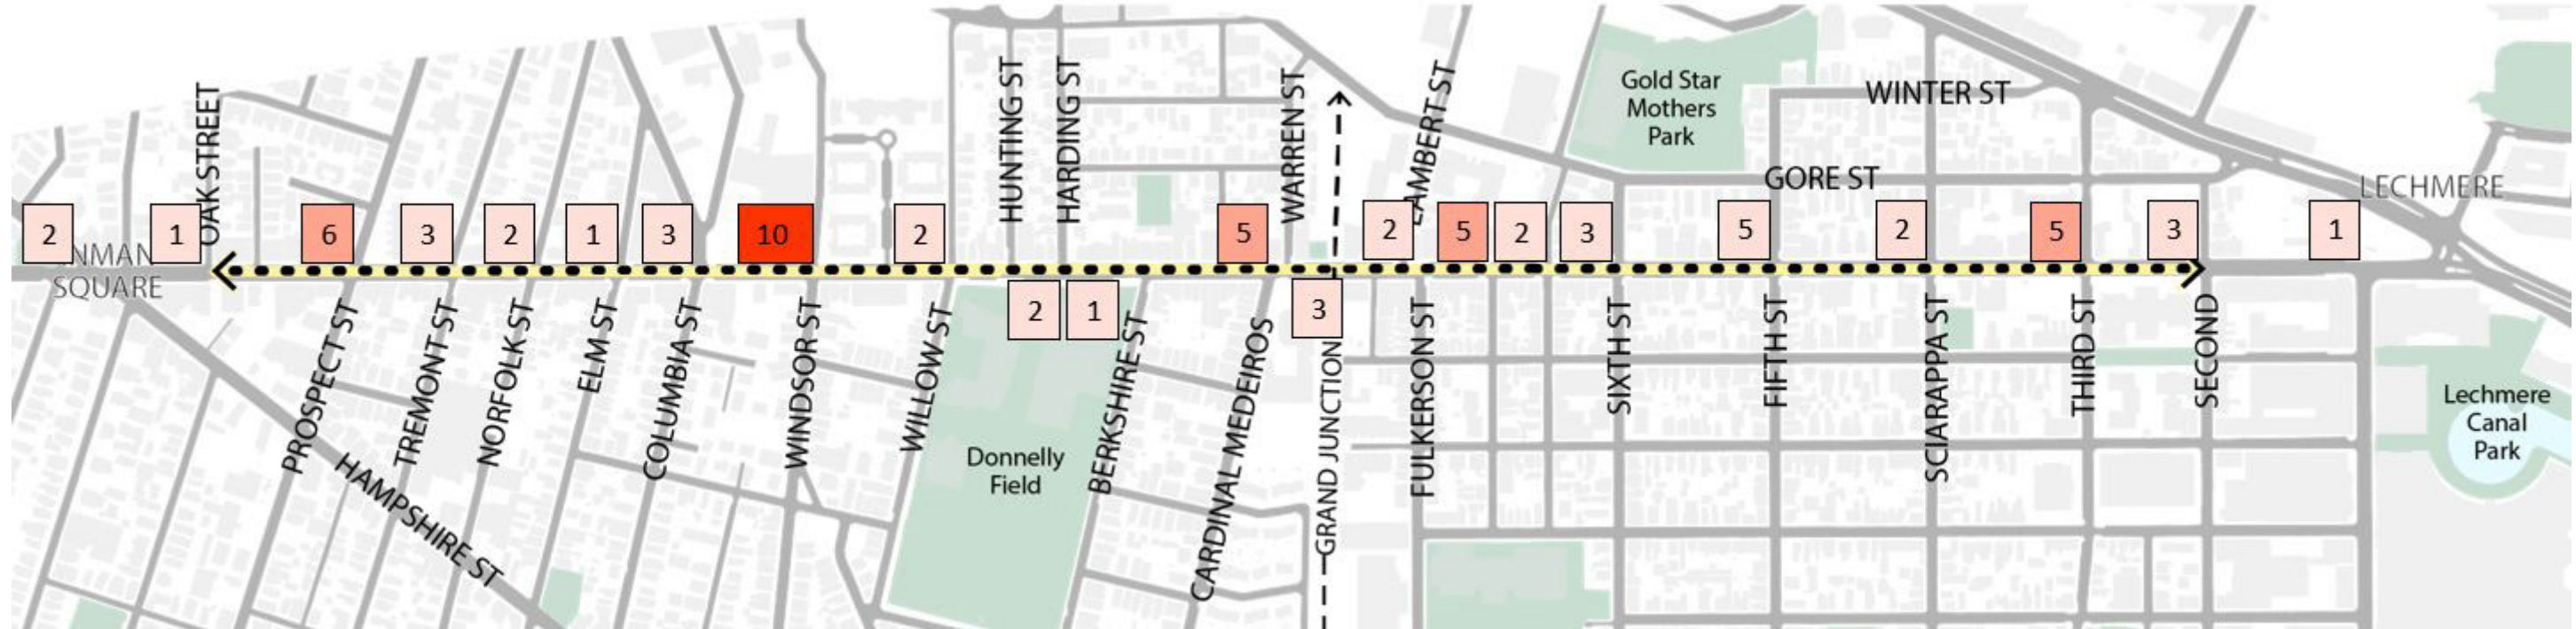 OAK STREET
HUNTING ST
HARDING ST
WARREN ST
LAMBERT ST
Gold Star
Mothers
Park
WINTER ST
GORE ST
LECHMERE
2
1
6
3
2
1
3
10
2
5
2
5
2
3
5
2
5
3
1
INMAN
SQUARE
2
1
3
PROSPECT ST
TREMONT ST
NORFOLK ST
ELM ST
COLUMBIA ST
WINDSOR ST
WILLOW ST
BERKSHIRE ST
CARDINAL MEDEIROS
GRAND JUNCTION
FULKERSON ST
SIXTH ST
FIFTH ST
SCIARAPPA ST
THIRD ST
SECOND
HAMPSHIRE ST
Donnelly
Field
Lechmere
Canal
Park